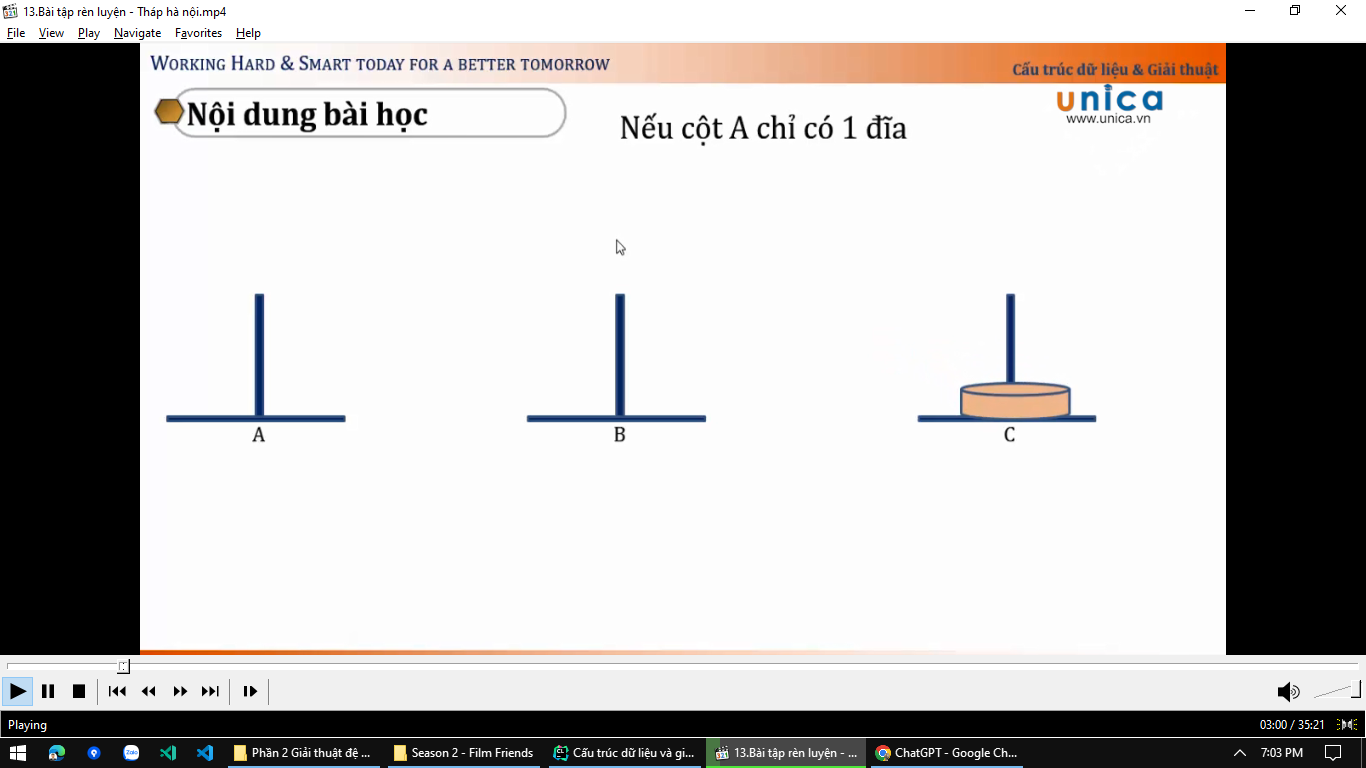 13.Bài tập rèn luyện - Tháp hà nội.mp4
File View Play Navigate Favorites Help
WORKING HARD & SMART TODAY FOR A BETTER TOMORROW
Cấu trúc dữ liệu & Giải thuật
Nội dung bài học
Nếu cột A chỉ có 1 đĩa
unica
www.unica.vn
A B C
Playing
03:00 / 35:21
Zalo
Phần 2 Giải thuật đệ ...
Season 2 - Film Friends
CL
Cấu trúc dữ liệu và gi...
321
13.Bài tập rèn luyện - ...
ChatGPT - Google Ch...
7:03 PM